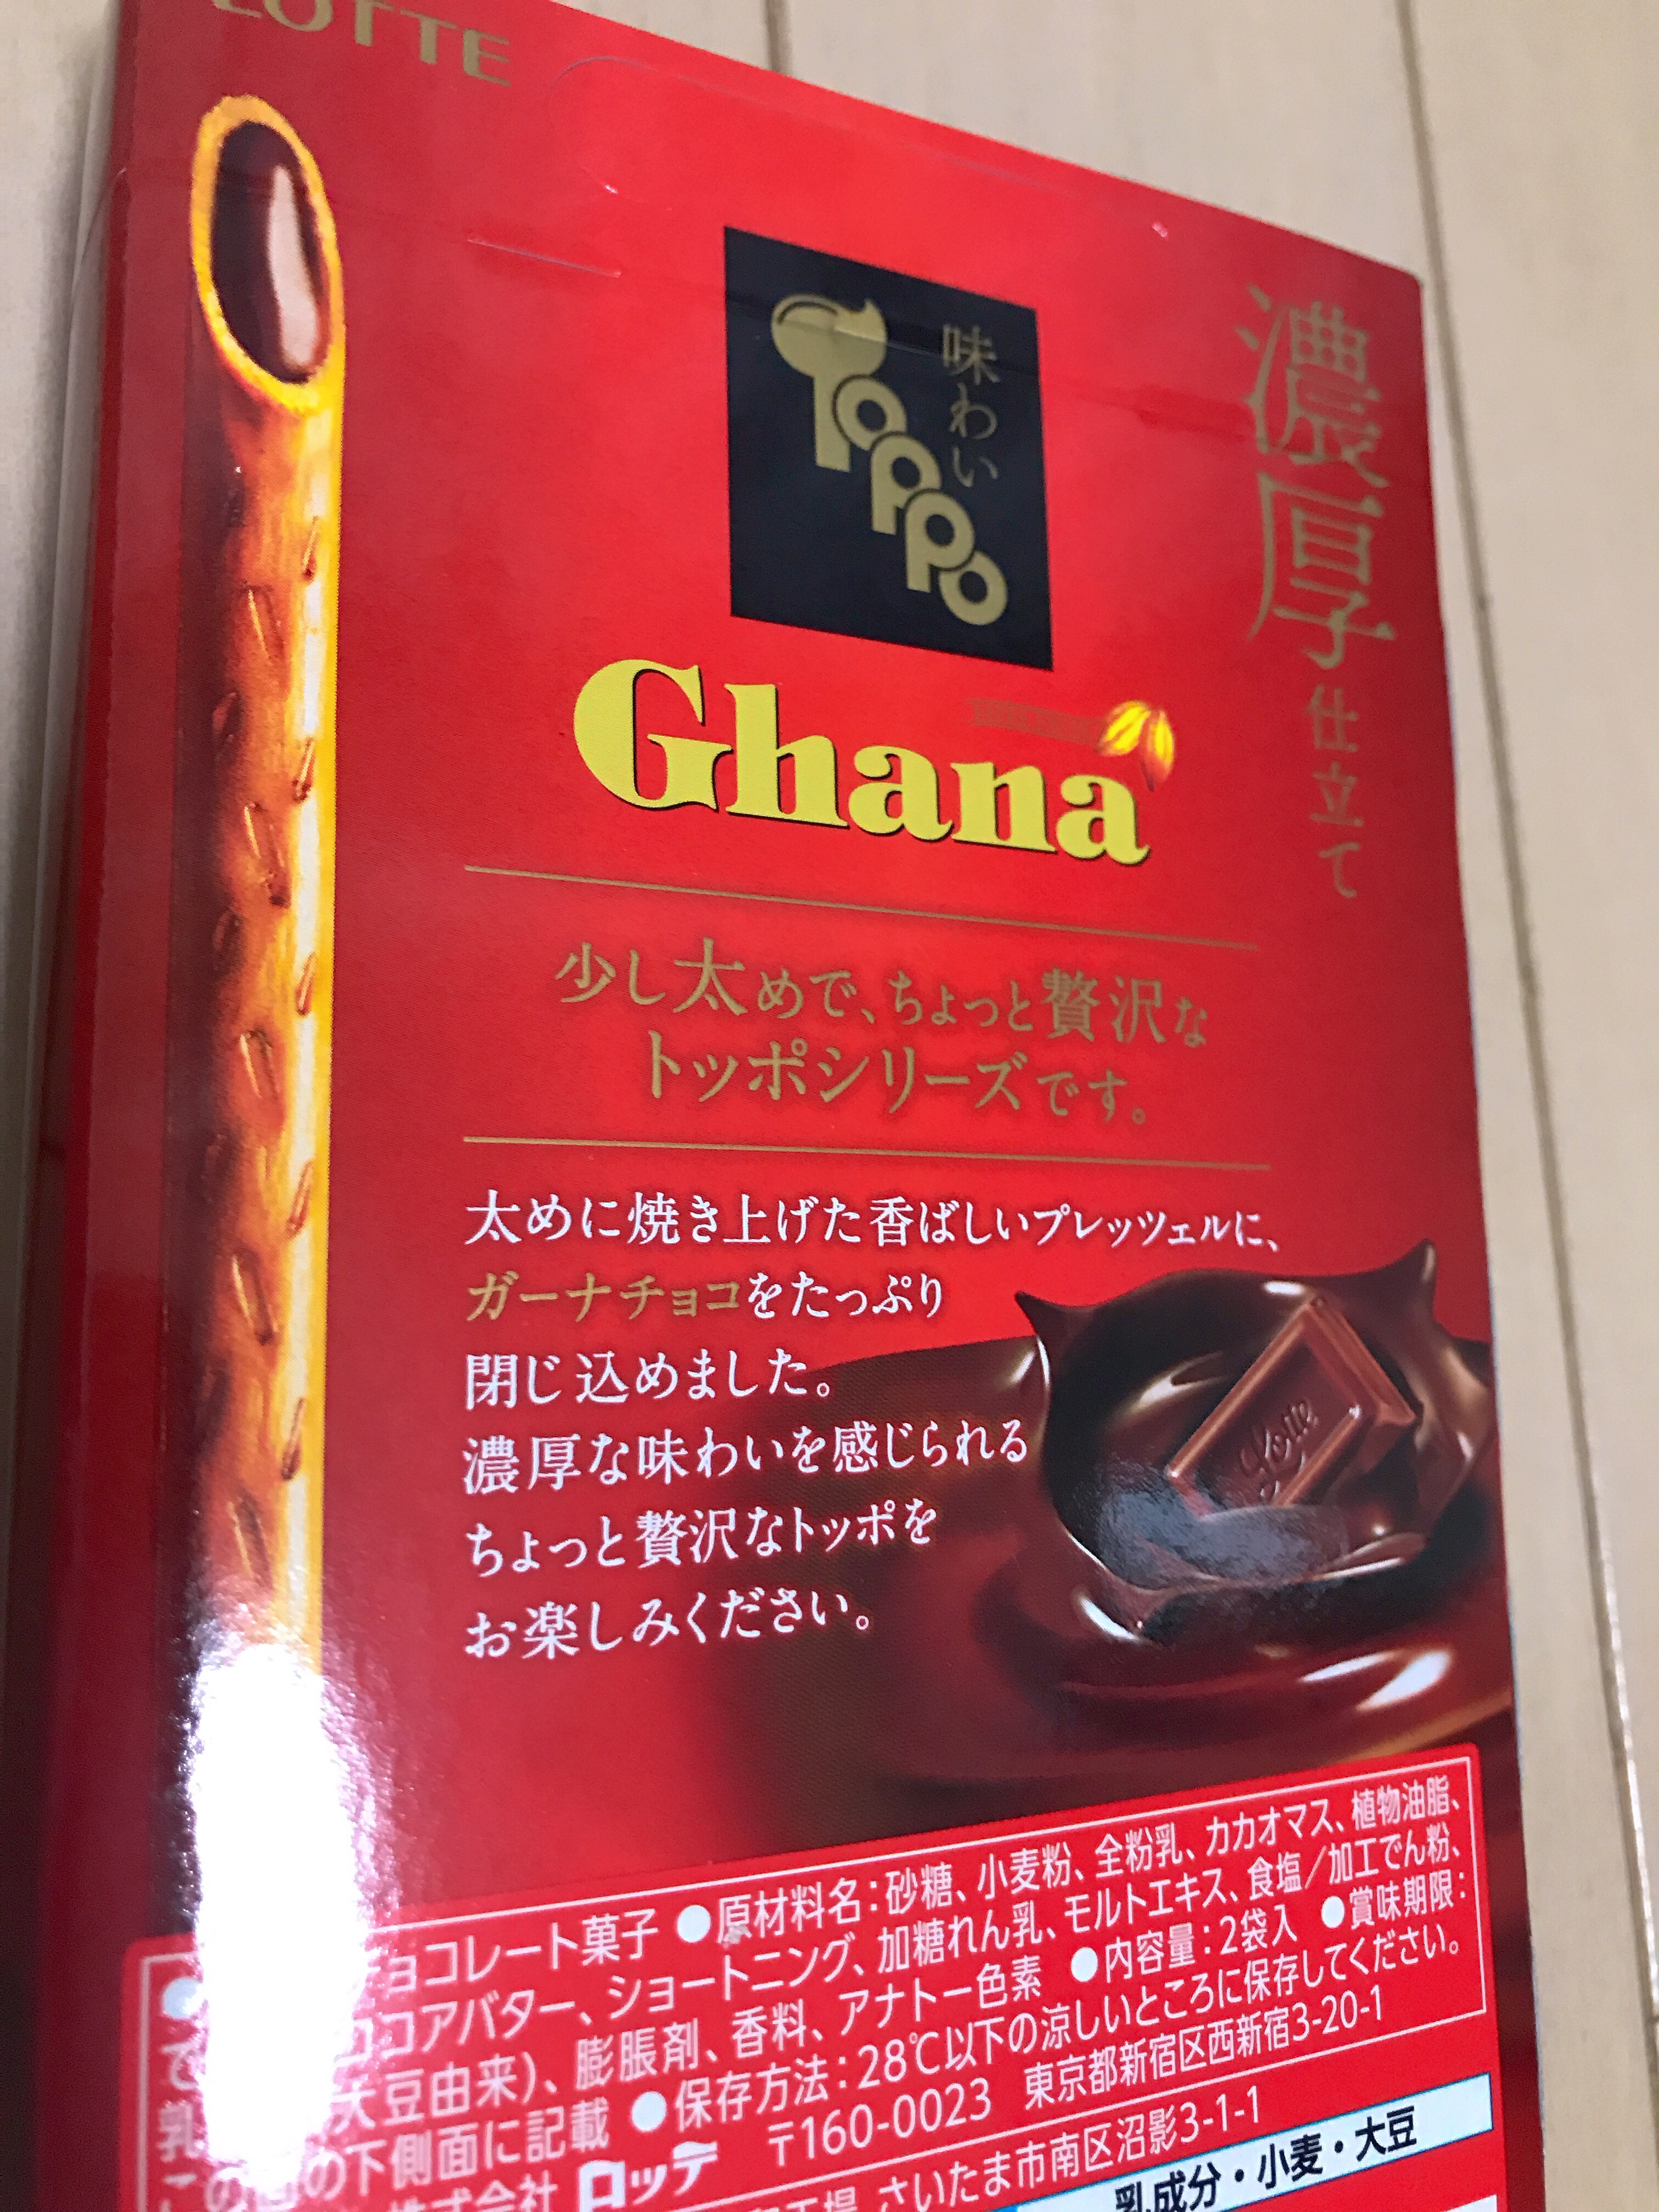 LOTTE
味わい
Toppo
濃厚仕立て
Ghana
少し太めで、ちょっと贅沢な
トッポシリーズです。
太めに焼き上げた香ばしいプレッツェルに、
ガーナチョコをたっぷり
閉じ込めました。
濃厚な味わいを感じられる
ちょっと贅沢なトッポを
お楽しみください。
Lotte
チョコレート菓子 ●原材料名:砂糖、小麦粉、全粉乳、カカオマス、植物油脂、
ココアバター、ショートニング、加糖れん乳、モルトエキス、食塩/加工でん粉、
大豆由来)、膨脹剤、香料、アナトー色素 ●内容量:2袋入 ●賞味期限:
の下側面に記載 ●保存方法:28℃以下の涼しいところに保存してください。
株式会社 ロッテ 〒160-0023 東京都新宿区西新宿3-20-1
工場 さいたま市南区沼影3-1-1
乳成分・小麦・大豆